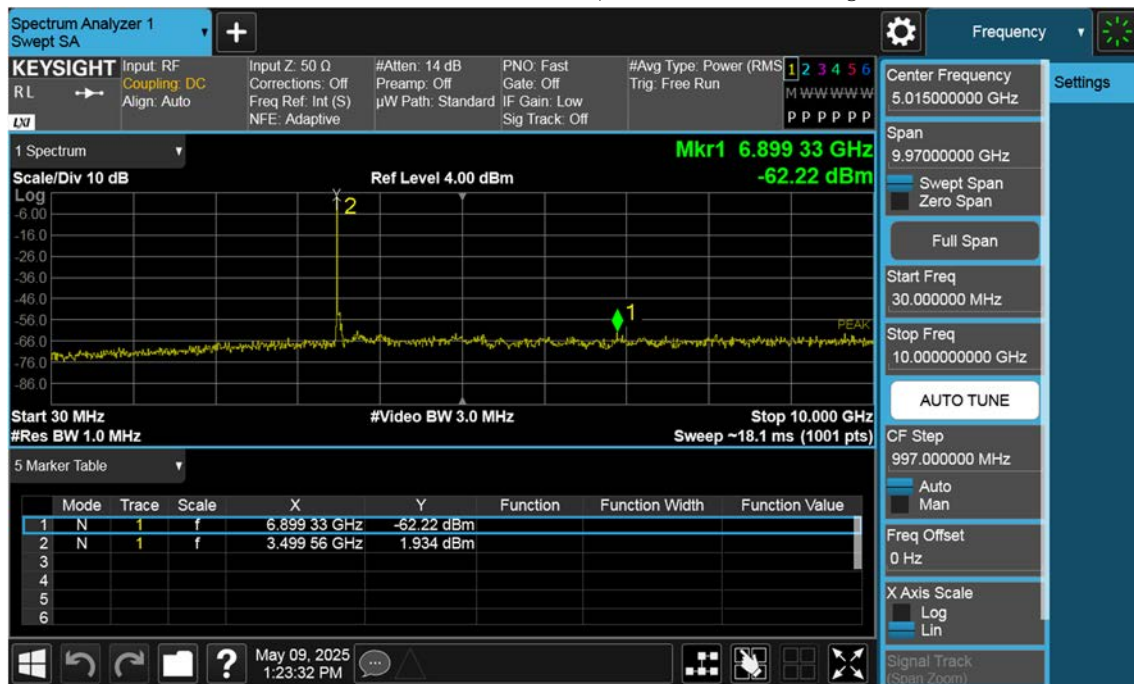 Spectrum Analyzer 1
Swept SA
+
Frequency
KEYSIGHT
RL
LXI
Input: RF
Coupling: DC
Align: Auto
Input Z: 50 Ω
Corrections: Off
Freq Ref: Int (S)
NFE: Adaptive
#Atten: 14 dB
Preamp: Off
µW Path: Standard
PNO: Fast
Gate: Off
IF Gain: Low
Sig Track: Off
#Avg Type: Power (RMS
Trig: Free Run
1 2 3 4 5 6
M W W W W W
P P P P P P
1 Spectrum
Scale/Div 10 dB
Ref Level 4.00 dBm
Mkr1 6.899 33 GHz
-62.22 dBm
Log
-6.00
-16.0
-26.0
-36.0
-46.0
-56.0
-66.0
-76.0
-86.0
2
1
PEAK
Start 30 MHz
#Video BW 3.0 MHz
Stop 10.000 GHz
#Res BW 1.0 MHz
Sweep ~18.1 ms (1001 pts)
5 Marker Table
Mode Trace Scale X Y Function Function Width Function Value
1 N 1 f 6.899 33 GHz -62.22 dBm
2 N 1 f 3.499 56 GHz 1.934 dBm
3
4
5
6
?
May 09, 2025
1:23:32 PM
Center Frequency
5.015000000 GHz
Settings
Span
9.97000000 GHz
Swept Span
Zero Span
Full Span
Start Freq
30.000000 MHz
Stop Freq
10.000000000 GHz
AUTO TUNE
CF Step
997.000000 MHz
Auto
Man
Freq Offset
0 Hz
X Axis Scale
Log
Lin
Signal Track
(Span Zoom)